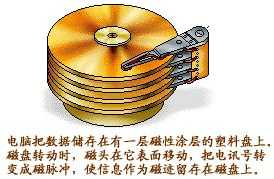 电脑把数据储存在有一层磁性涂层的塑料盘上。
磁盘转动时，磁头在它表面移动，把电讯号转
变成磁脉冲，使信息作为磁迹留存在磁盘上。